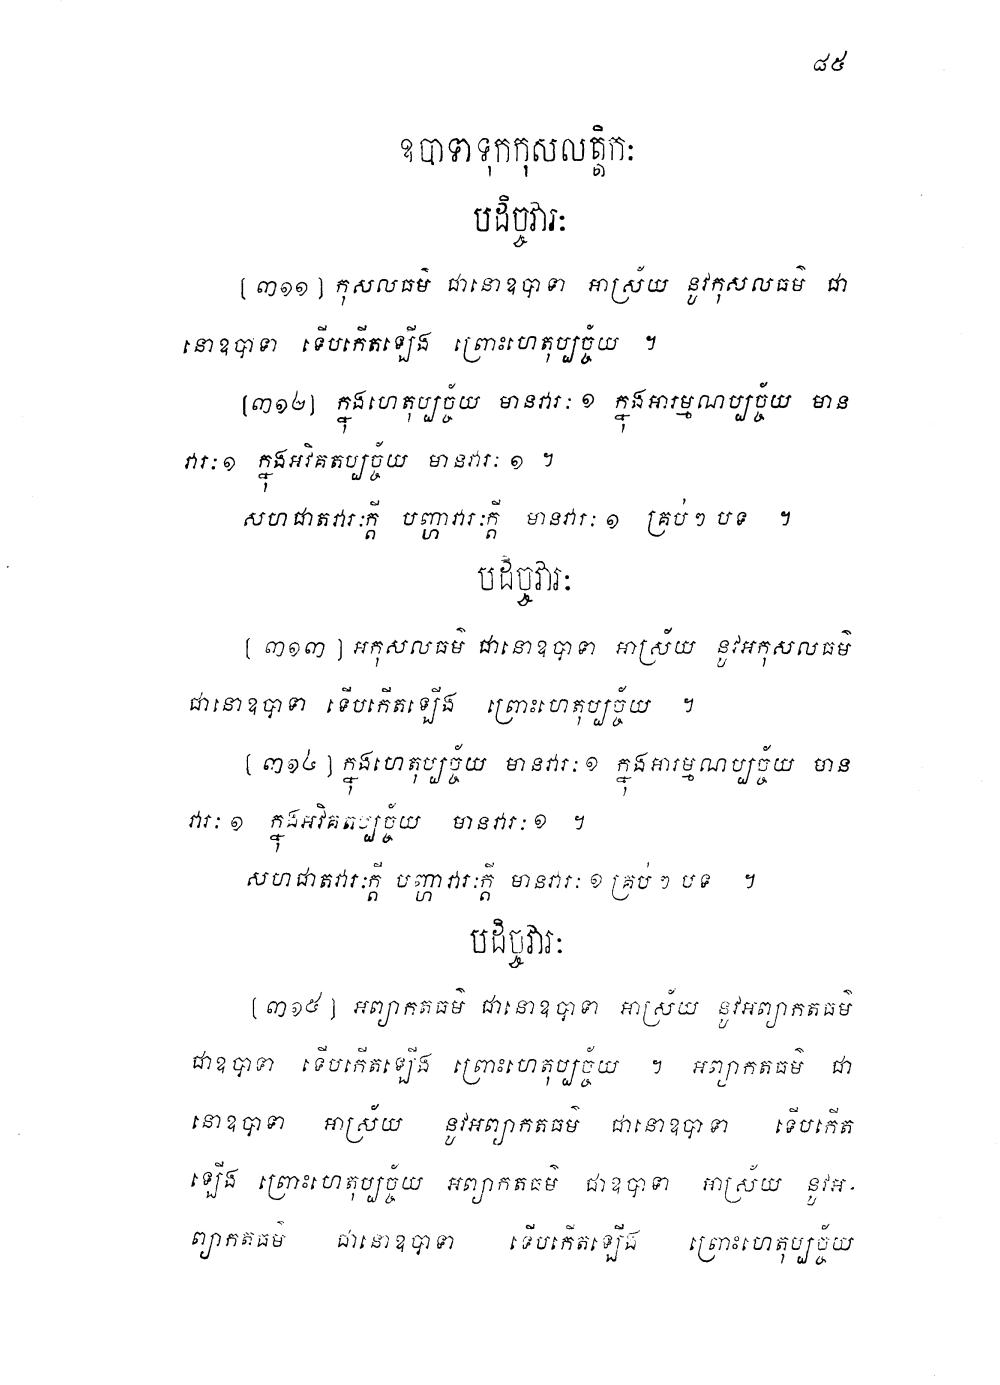 ៨៥
ឧបាទាទុកកុសលត្តិកៈ
បដិច្ចវារៈ
[៣១១] កុសលធម៌ ជានោឧបាទា អាស្រ័យ នូវកុសលធម៌ ជា
នោឧបាទា ទើបកើតឡើង ព្រោះហេតុប្បច្ច័យ ។
[៣១២] ក្នុងហេតុប្បច្ច័យ មានវារៈ ១ ក្នុងអារម្មណប្បច្ច័យ មាន
វារៈ ១ ក្នុងអវិគតប្បច្ច័យ មានវារៈ ១ ។
សហជាតវារៈក្តី បញ្ហាវារៈក្តី មានវារៈ ១ គ្រប់ៗ បទ ។
បដិច្ចវារៈ
[៣១៣] អកុសលធម៌ ជានោឧបាទា អាស្រ័យ នូវអកុសលធម៌
ជានោឧបាទា ទើបកើតឡើង ព្រោះហេតុប្បច្ច័យ ។
[៣១៤] ក្នុងហេតុប្បច្ច័យ មានវារៈ ១ ក្នុងអារម្មណប្បច្ច័យ មាន
វារៈ ១ ក្នុងអវិគតប្បច្ច័យ មានវារៈ ១ ។
សហជាតវារៈក្តី បញ្ហាវារៈក្តី មានវារៈ ១ គ្រប់ៗ បទ ។
បដិច្ចវារៈ
[៣១៥] អព្យាកតធម៌ ជានោឧបាទា អាស្រ័យ នូវអព្យាកតធម៌
ជាឧបាទា ទើបកើតឡើង ព្រោះហេតុប្បច្ច័យ ។ អព្យាកតធម៌ ជា
នោឧបាទា អាស្រ័យ នូវអព្យាកតធម៌ ជានោឧបាទា ទើបកើត
ឡើង ព្រោះហេតុប្បច្ច័យ អព្យាកតធម៌ ជាឧបាទា អាស្រ័យ នូវអ-
ព្យាកតធម៌ ជានោឧបាទា ទើបកើតឡើង ព្រោះហេតុប្បច្ច័យ